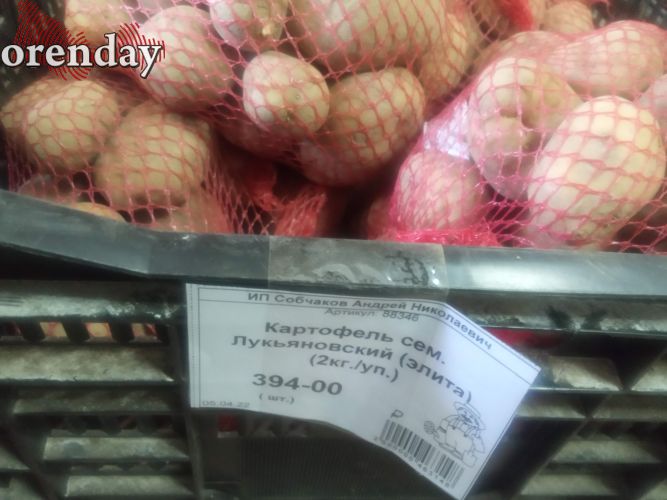 orenday
ИП Собчаков Андрей Николаевич
Артикул 88346
Картофель сем.
Лукьяновский (элита)
(2кг./уп.)
394-00
( шт.)
05.04.22
Р